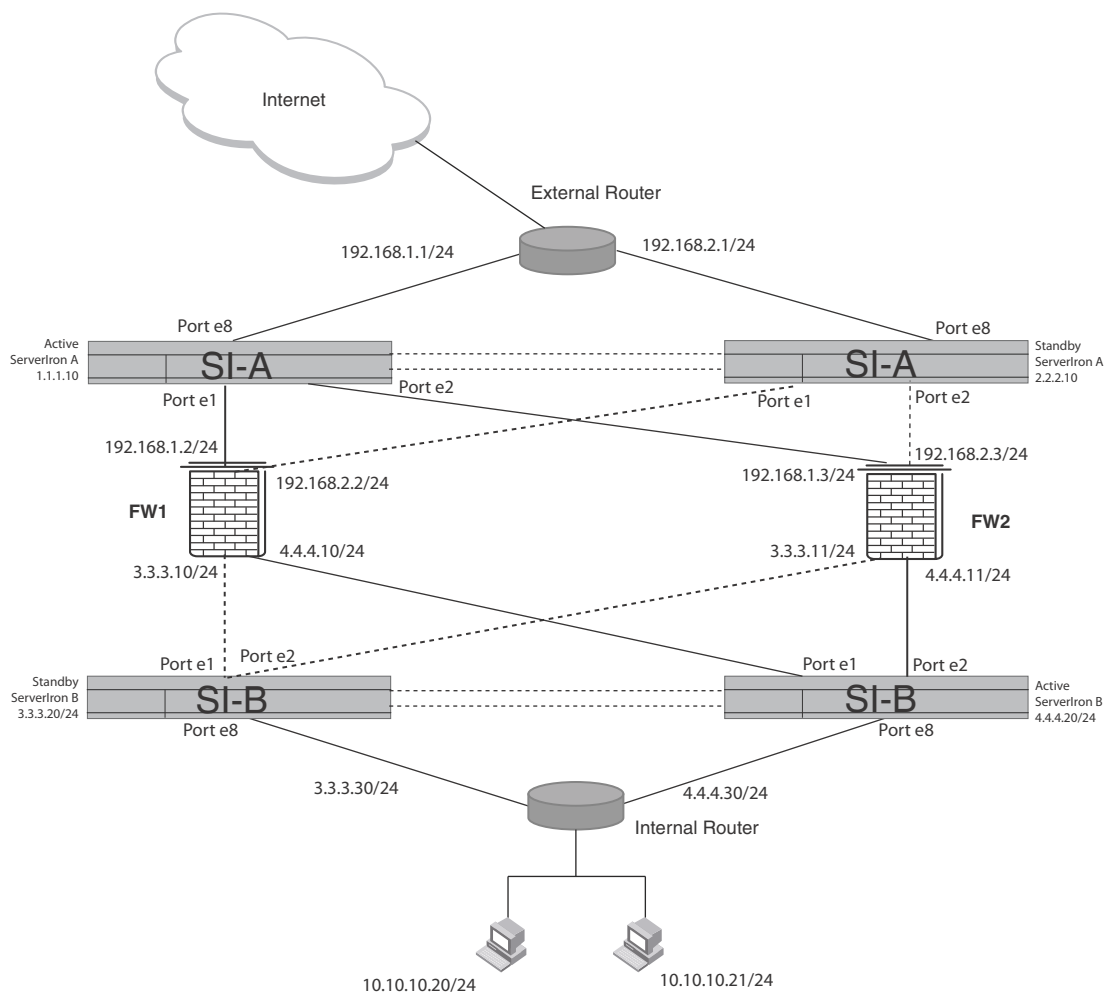 Internet
External Router
192.168.1.1/24
192.168.2.1/24
Port e8
Port e8
Active
ServerIron A
1.1.1.10
SI-A
SI-A
Standby
ServerIron A
2.2.2.10
Port e1
Port e2
Port e1
Port e2
192.168.1.2/24
192.168.2.3/24
192.168.2.2/24
192.168.1.3/24
FW1
FW2
4.4.4.10/24
3.3.3.11/24
3.3.3.10/24
4.4.4.11/24
Port e1
Port e2
Port e1
Port e2
Standby
ServerIron B
3.3.3.20/24
SI-B
SI-B
Active
ServerIron B
4.4.4.20/24
Port e8
Port e8
3.3.3.30/24
4.4.4.30/24
Internal Router
10.10.10.20/24
10.10.10.21/24